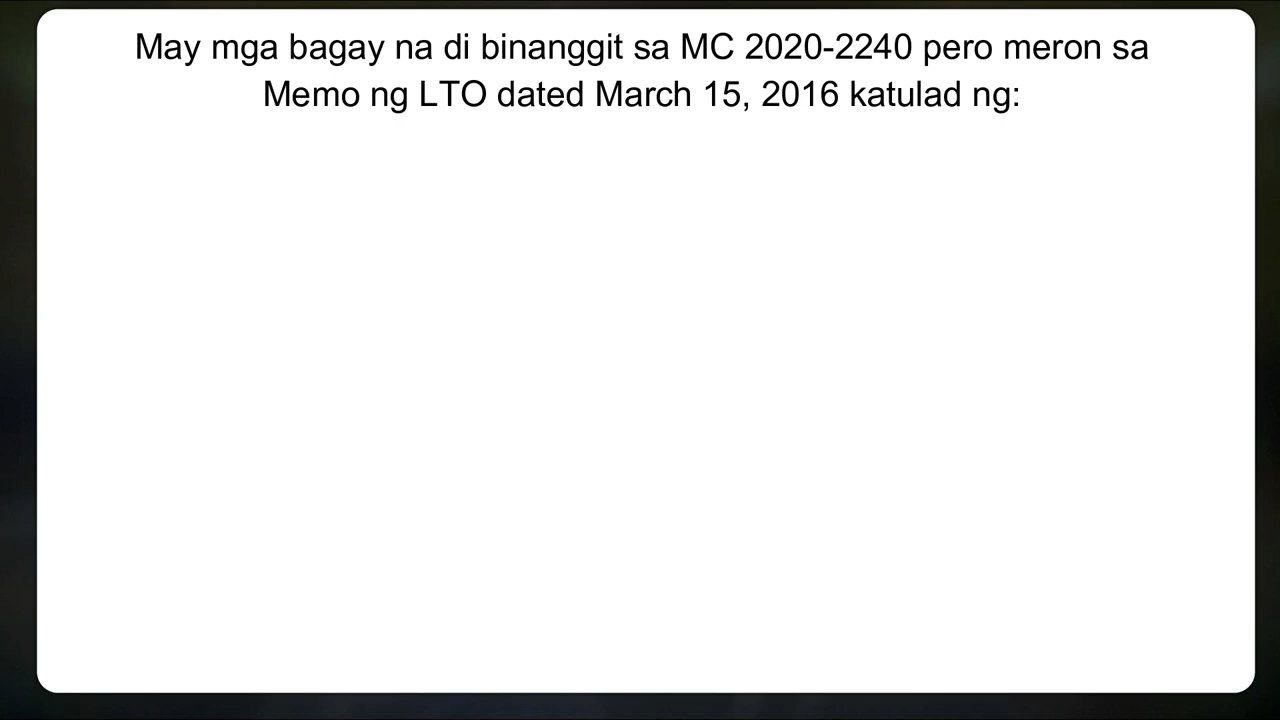 May mga bagay na di binanggit sa MC 2020-2240 pero meron sa
Memo ng LTO dated March 15, 2016 katulad ng: